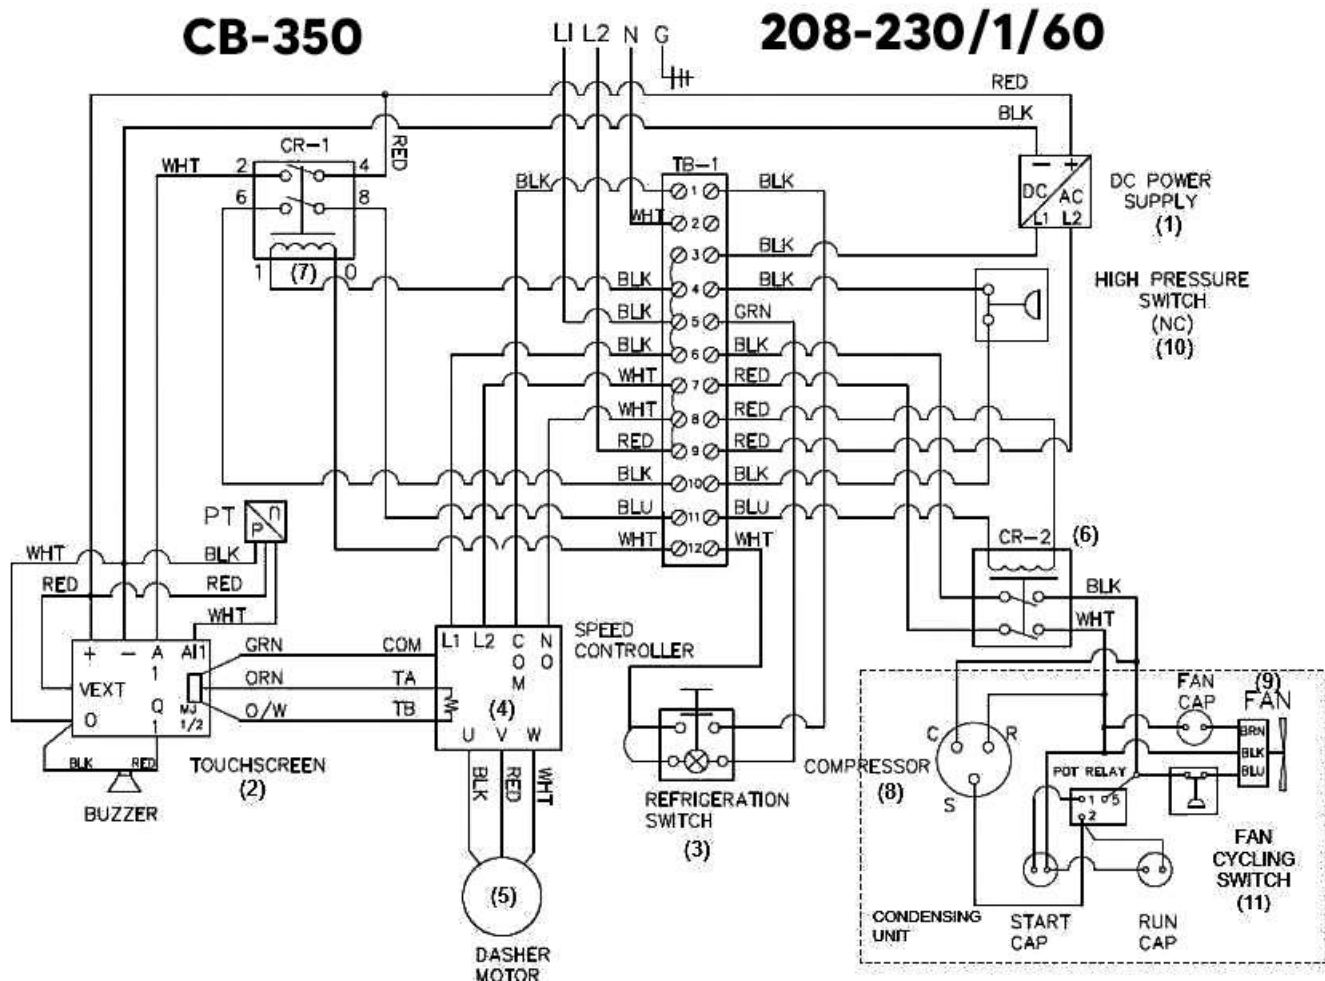 CB-350
L1 L2 N G
208-230/1/60
RED
BLK
CR-1
RED
WHT 2 4
6 8
1 (7) 0
TB-1
BLK 1 BLK
WHT 2
3 BLK
BLK 4 BLK
BLK 5 GRN
BLK 6 BLK
WHT 7 RED
WHT 8 RED
RED 9 RED
BLK 10 BLK
BLU 11 BLU
WHT 12 WHT
- +
DC AC
L1 L2
DC POWER
SUPPLY
(1)
HIGH PRESSURE
SWITCH
(NC)
(10)
PT
n
P
WHT BLK
RED RED
WHT
CR-2 (6)
BLK
WHT
+ - A AI1
1
VEXT
Q MJ
O 1 1/2
GRN COM
ORN TA
O/W TB
BLK RED
BUZZER
TOUCHSCREEN
(2)
L1 L2 C N
O O
M
(4)
U V W
SPEED
CONTROLLER
BLK RED WHT
(5)
DASHER
MOTOR
REFRIGERATION
SWITCH
(3)
C R
S
COMPRESSOR
(8)
FAN
CAP
(9)
FAN
BRN
BLK
BLU
POT RELAY
1 5
2
FAN
CYCLING
SWITCH
(11)
START
CAP
RUN
CAP
CONDENSING
UNIT